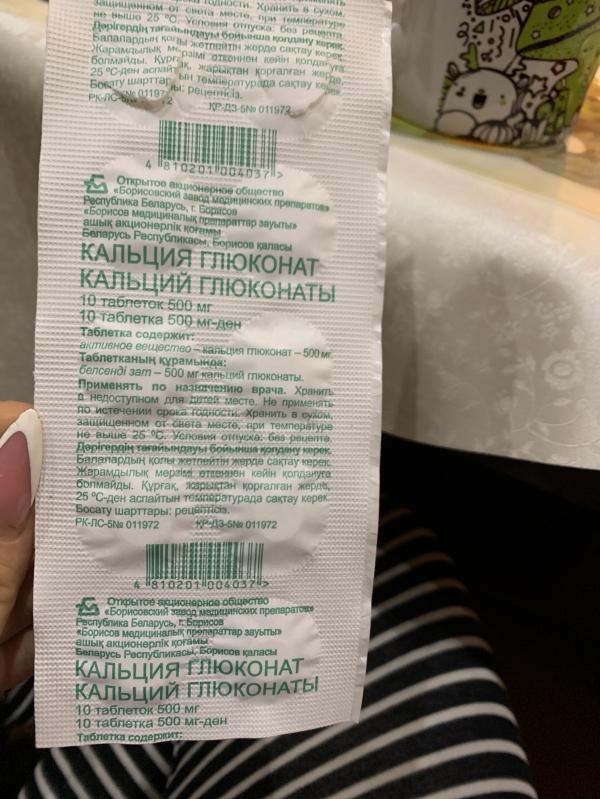 годности. Хранить в сухом,
защищенном от света месте, при температуре
не выше 25 °С. Условия отпуска: без рецепта.
Дәрігердің тағайындауы бойынша қолдану керек.
Балалардың қолы жетпейтін жерде сақтау керек.
Жарамдылық мерзімі өткеннен кейін қолдануға
болмайды. Құрғақ, жарықтан қорғалған жерде,
25 °С-ден аспайтын температурада сақтау керек.
Босату шарттары: рецептсіз.
РК-ЛС-5№ 011972 ҚР-ДЗ-5№ 011972
4 810201 004037 >
Открытое акционерное общество
«Борисовский завод медицинских препаратов»
Республика Беларусь, г. Борисов
«Борисов медициналық препараттар зауыты»
ашық акционерлік қоғамы
Беларусь Республикасы, Борисов қаласы
КАЛЬЦИЯ ГЛЮКОНАТ
КАЛЬЦИЙ ГЛЮКОНАТЫ
10 таблеток 500 мг
10 таблетка 500 мг-ден
Таблетка содержит:
активное вещество – кальция глюконат – 500 мг.
Таблетканың құрамында:
белсенді зат – 500 мг кальций глюконаты.
Применять по назначению врача. Хранить
в недоступном для детей месте. Не применять
по истечении срока годности. Хранить в сухом,
защищенном от света месте, при температуре
не выше 25 °С. Условия отпуска: без рецепта.
Дәрігердің тағайындауы бойынша қолдану керек.
Балалардың қолы жетпейтін жерде сақтау керек.
Жарамдылық мерзімі өткеннен кейін қолдануға
болмайды. Құрғақ, жарықтан қорғалған жерде,
25 °С-ден аспайтын температурада сақтау керек.
Босату шарттары: рецептсіз.
РК-ЛС-5№ 011972 ҚР-ДЗ-5№ 011972
4 810201 004037 >
Открытое акционерное общество
«Борисовский завод медицинских препаратов»
Республика Беларусь, г. Борисов
«Борисов медициналық препараттар зауыты»
ашық акционерлік қоғамы
Беларусь Республикасы, Борисов қаласы
КАЛЬЦИЯ ГЛЮКОНАТ
КАЛЬЦИЙ ГЛЮКОНАТЫ
10 таблеток 500 мг
10 таблетка 500 мг-ден
Таблетка содержит: